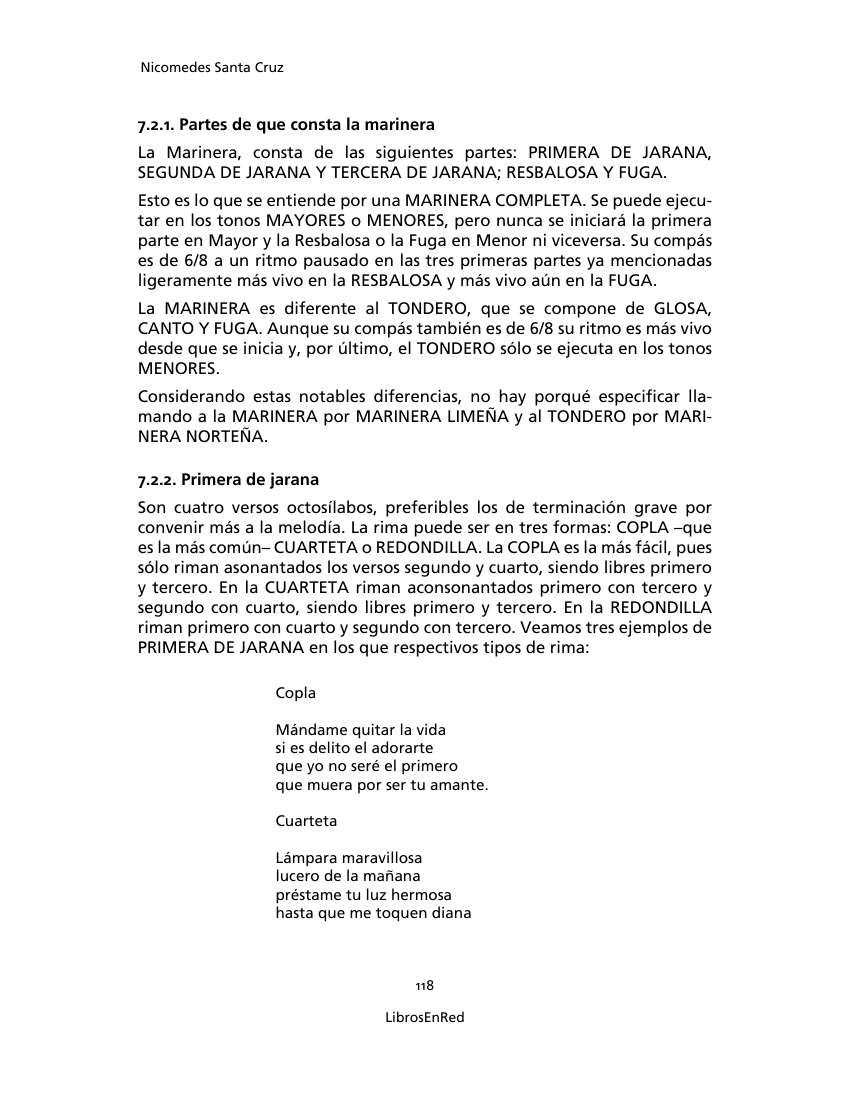 Nicomedes Santa Cruz
7.2.1. Partes de que consta la marinera
La Marinera, consta de las siguientes partes: PRIMERA DE JARANA,
SEGUNDA DE JARANA Y TERCERA DE JARANA; RESBALOSA Y FUGA.
Esto es lo que se entiende por una MARINERA COMPLETA. Se puede ejecu-
tar en los tonos MAYORES o MENORES, pero nunca se iniciará la primera
parte en Mayor y la Resbalosa o la Fuga en Menor ni viceversa. Su compás
es de 6/8 a un ritmo pausado en las tres primeras partes ya mencionadas
ligeramente más vivo en la RESBALOSA y más vivo aún en la FUGA.
La MARINERA es diferente al TONDERO, que se compone de GLOSA,
CANTO Y FUGA. Aunque su compás también es de 6/8 su ritmo es más vivo
desde que se inicia y, por último, el TONDERO sólo se ejecuta en los tonos
MENORES.
Considerando estas notables diferencias, no hay porqué especificar lla-
mando a la MARINERA por MARINERA LIMEÑA y al TONDERO por MARI-
NERA NORTEÑA.
7.2.2. Primera de jarana
Son cuatro versos octosílabos, preferibles los de terminación grave por
convenir más a la melodía. La rima puede ser en tres formas: COPLA –que
es la más común– CUARTETA o REDONDILLA. La COPLA es la más fácil, pues
sólo riman asonantados los versos segundo y cuarto, siendo libres primero
y tercero. En la CUARTETA riman aconsonantados primero con tercero y
segundo con cuarto, siendo libres primero y tercero. En la REDONDILLA
riman primero con cuarto y segundo con tercero. Veamos tres ejemplos de
PRIMERA DE JARANA en los que respectivos tipos de rima:
Copla
Mándame quitar la vida
si es delito el adorarte
que yo no seré el primero
que muera por ser tu amante.
Cuarteta
Lámpara maravillosa
lucero de la mañana
préstame tu luz hermosa
hasta que me toquen diana
118
LibrosEnRed